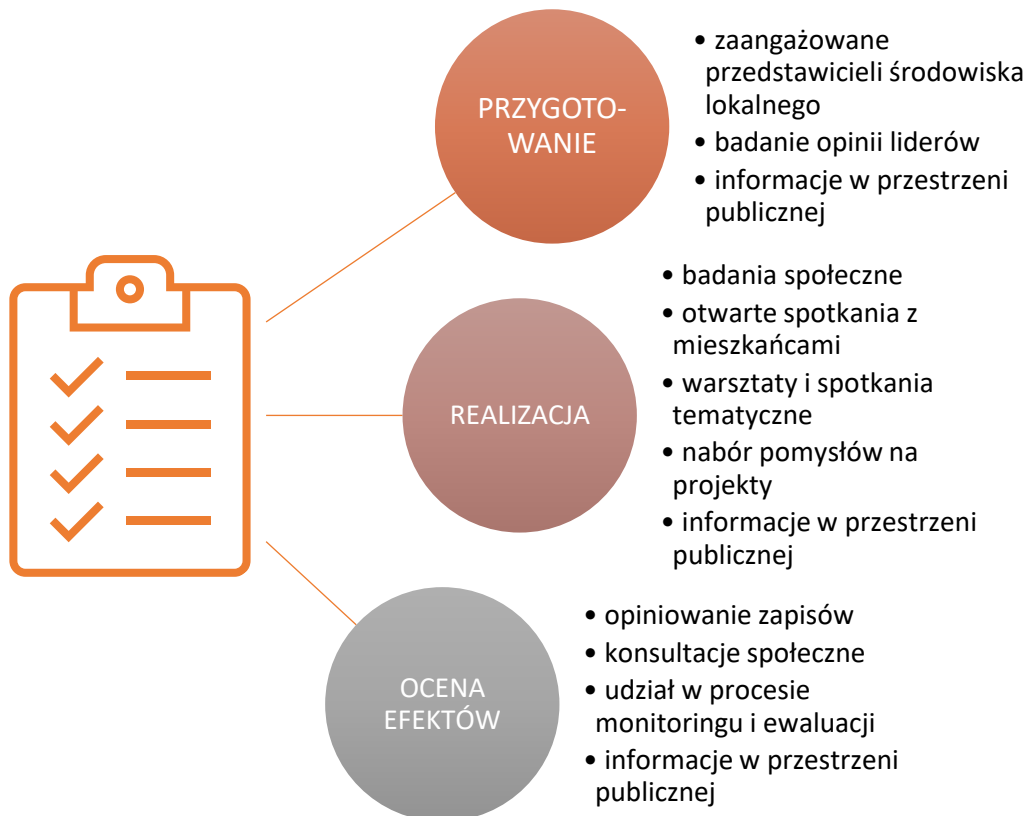 PRZYGOTO-
WANIE
• zaangażowane
przedstawicieli środowiska
lokalnego
• badanie opinii liderów
• informacje w przestrzeni
publicznej
REALIZACJA
• badania społeczne
• otwarte spotkania z
mieszkańcami
• warsztaty i spotkania
tematyczne
• nabór pomysłów na
projekty
• informacje w przestrzeni
publicznej
OCENA
EFEKTÓW
• opiniowanie zapisów
• konsultacje społeczne
• udział w procesie
monitoringu i ewaluacji
• informacje w przestrzeni
publicznej